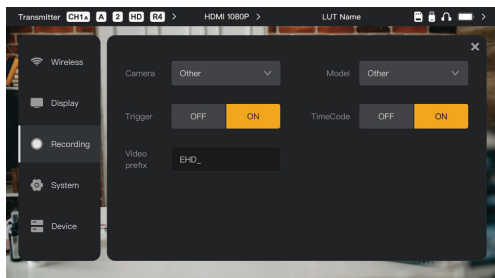 Transmitter CH1 A 2 HD R4 > HDMI 1080P > LUT Name >
Wireless
Camera Other Model Other
Display
Trigger OFF ON TimeCode OFF ON
Recording
Video
prefix EHD_
System
Device